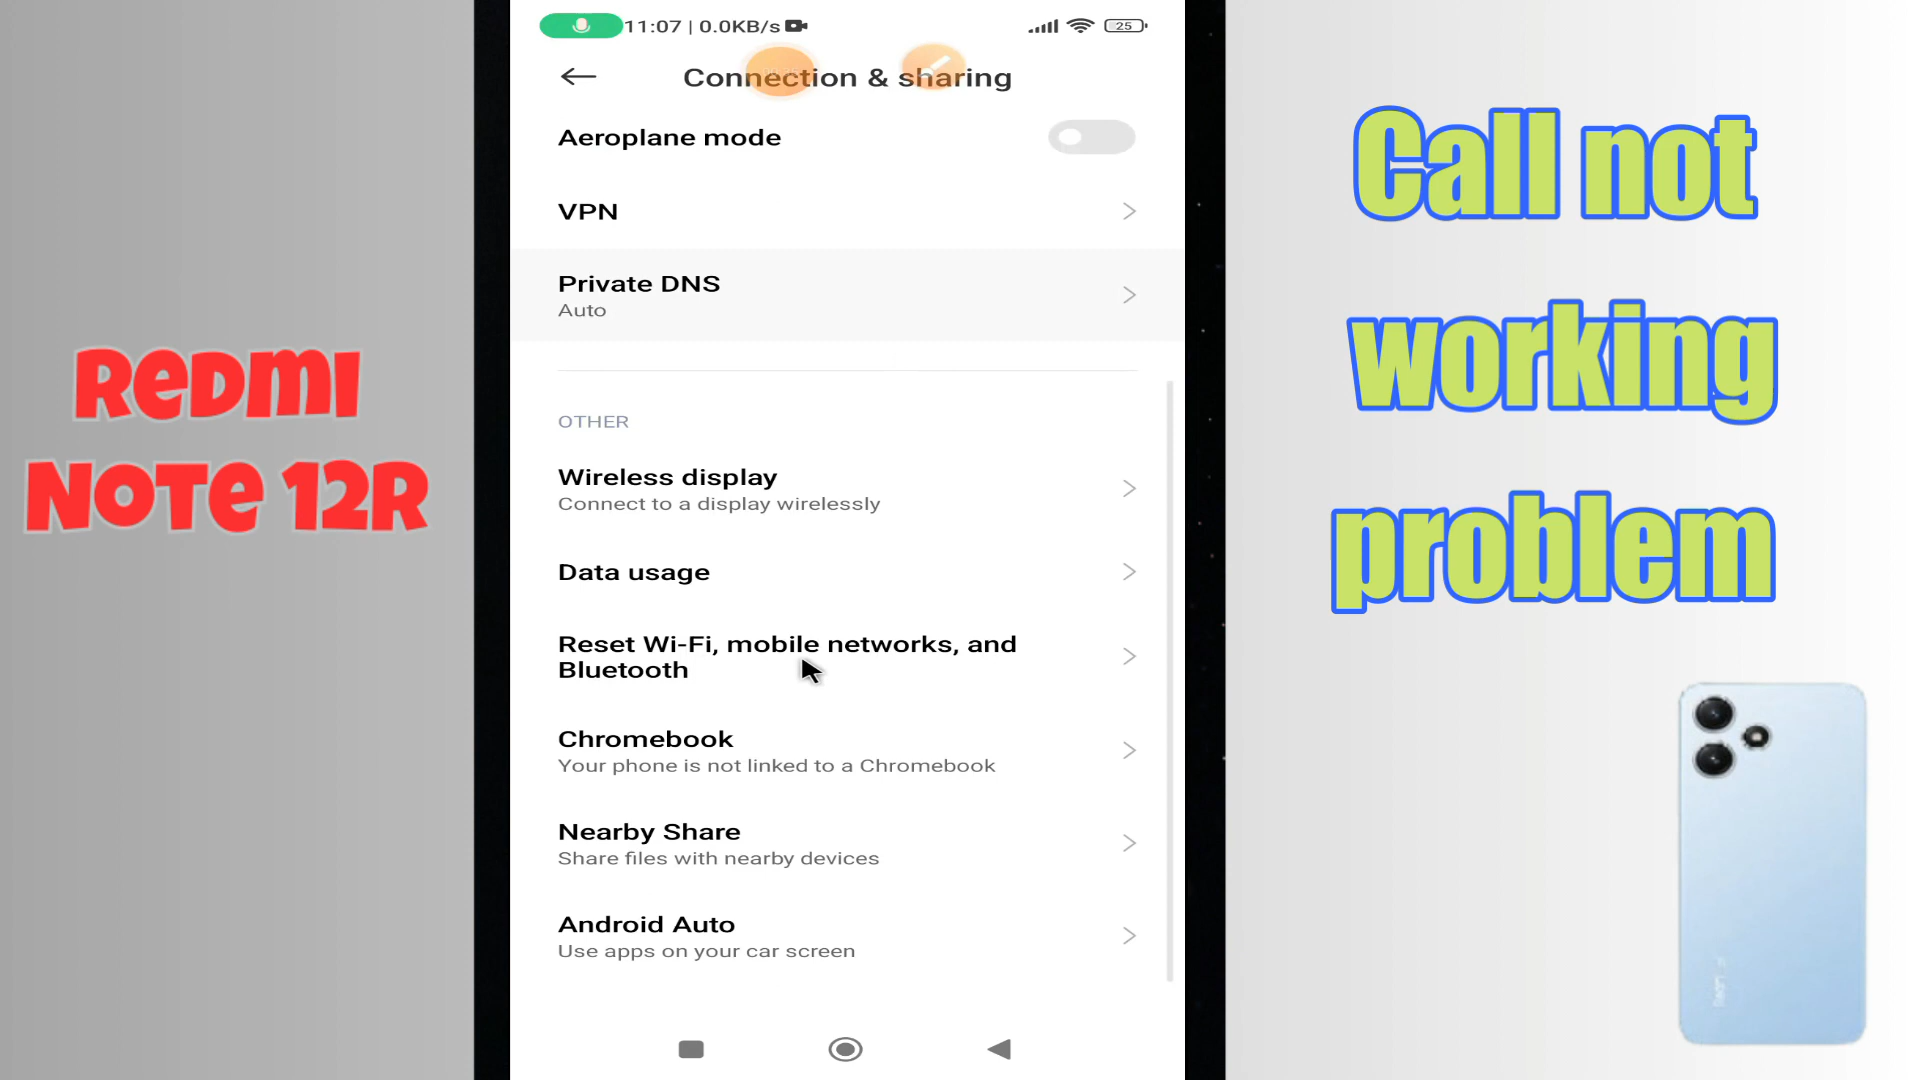 Redmi
Note 12R
11:07 | 0.0KB/s
25
Connection & sharing
Aeroplane mode
VPN
Private DNS
Auto
OTHER
Wireless display
Connect to a display wirelessly
Data usage
Reset Wi-Fi, mobile networks, and
Bluetooth
Chromebook
Your phone is not linked to a Chromebook
Nearby Share
Share files with nearby devices
Android Auto
Use apps on your car screen
Call not
working
problem